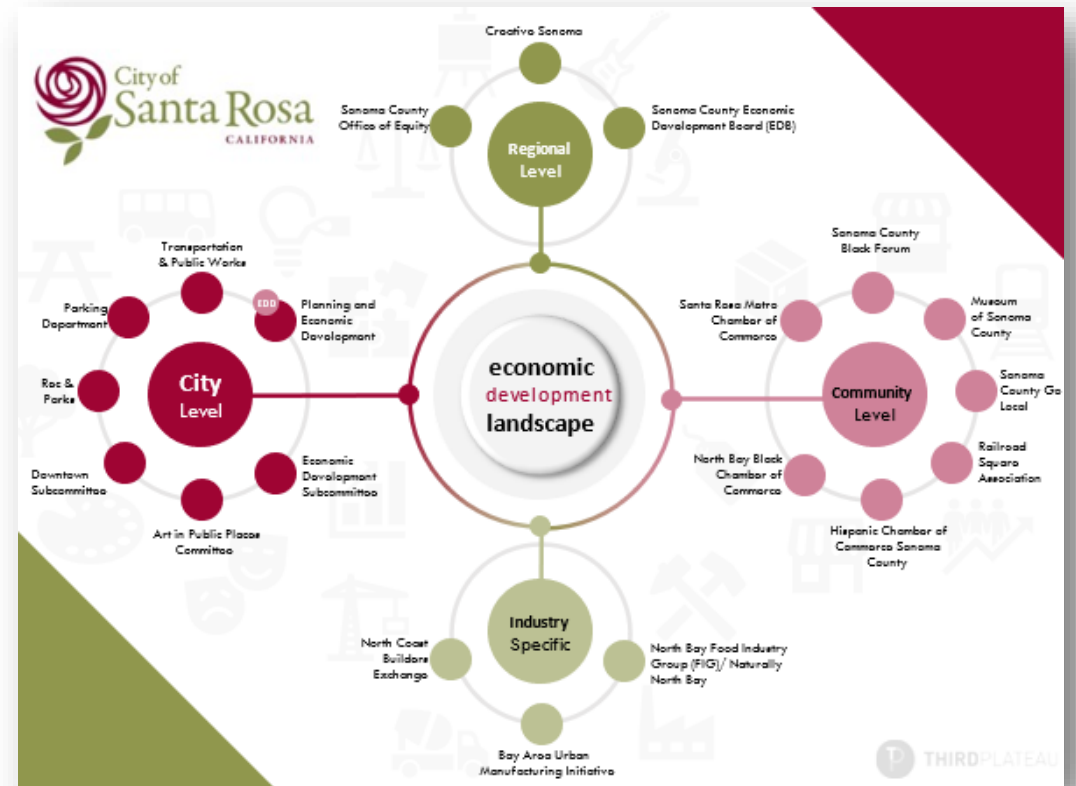 City of
Santa Rosa
CALIFORNIA
Creative Sonoma
Sonoma County
Office of Equity
Sonoma County Economic
Development Board (EDB)
Regional
Level
Transportation
& Public Works
EDD
Planning and
Economic
Development
Parking
Department
Rec &
Parks
City
Level
Downtown
Subcommittee
Economic
Development
Subcommittee
Art in Public Places
Committee
economic
development
landscape
Sonoma County
Black Forum
Santa Rosa Metro
Chamber of
Commerce
Museum
of Sonoma
County
Community
Level
Sonoma
County Go
Local
North Bay Black
Chamber of
Commerce
Railroad
Square
Association
Hispanic Chamber of
Commerce Sonoma
County
Industry
Specific
North Coast
Builders
Exchange
North Bay Food Industry
Group (FIG)/ Naturally
North Bay
Bay Area Urban
Manufacturing Initiative
THIRDPLATEAU